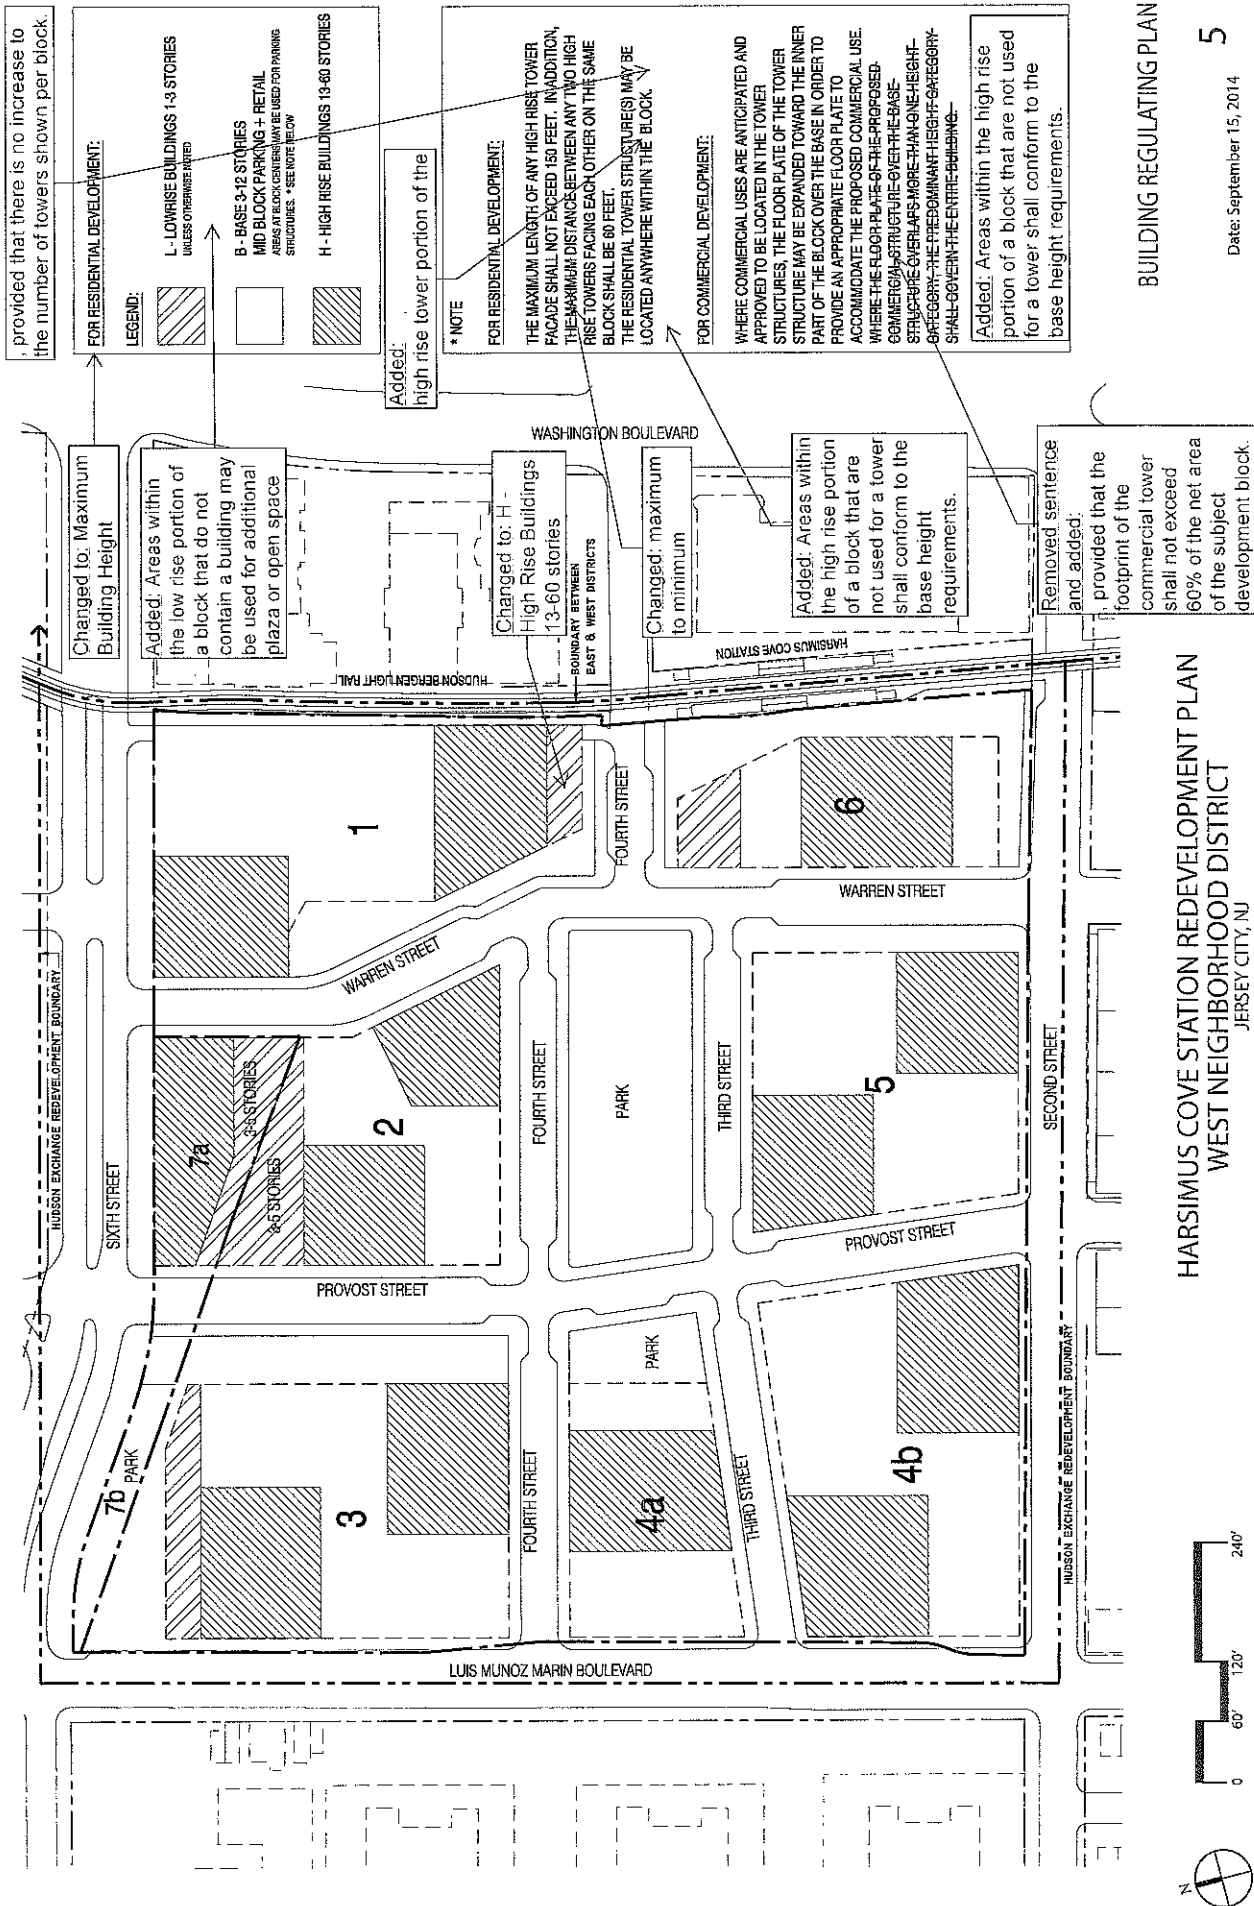 , provided that there is no increase to
the number of towers shown per block.
FOR RESIDENTIAL DEVELOPMENT:
LEGEND:
L - LOWRISE BUILDINGS 1-3 STORIES
UNLESS OTHERWISE NOTED
B - BASE 3-12 STORIES
MID BLOCK PARKING + RETAIL
AREAS AT BLOCK CENTERS MAY BE USED FOR PARKING
STRUCTURES. * SEE NOTE BELOW
H - HIGH RISE BUILDINGS 13-60 STORIES
Added:
high rise tower portion of the
* NOTE
FOR RESIDENTIAL DEVELOPMENT:
THE MAXIMUM LENGTH OF ANY HIGH RISE TOWER
FACADE SHALL NOT EXCEED 150 FEET. IN ADDITION,
THE MAXIMUM DISTANCE BETWEEN ANY TWO HIGH
RISE TOWERS FACING EACH OTHER ON THE SAME
BLOCK SHALL BE 60 FEET.
THE RESIDENTIAL TOWER STRUCTURE(S) MAY BE
LOCATED ANYWHERE WITHIN THE BLOCK.
FOR COMMERCIAL DEVELOPMENT:
WHERE COMMERCIAL USES ARE ANTICIPATED AND
APPROVED TO BE LOCATED IN THE TOWER
STRUCTURES, THE FLOOR PLATE OF THE TOWER
STRUCTURE MAY BE EXPANDED TOWARD THE INNER
PART OF THE BLOCK OVER THE BASE IN ORDER TO
PROVIDE AN APPROPRIATE FLOOR PLATE TO
ACCOMMODATE THE PROPOSED COMMERCIAL USE.
WHERE THE FLOOR PLATE OF THE PROPOSED
COMMERCIAL STRUCTURE OVER THE BASE
STRUCTURE OVERLAPS MORE THAN ONE HEIGHT
CATEGORY, THE PREDOMINANT HEIGHT CATEGORY
SHALL GOVERN THE ENTIRE BUILDING.
Added: Areas within the high rise
portion of a block that are not used
for a tower shall conform to the
base height requirements.
BUILDING REGULATING PLAN
5
Date: September 15, 2014
Changed to: Maximum
Building Height
Added: Areas within
the low rise portion of
a block that do not
contain a building may
be used for additional
plazda or open space
Changed to: H -
High Rise Buildings
13-60 stories
Changed: maximum
to minimum
Added: Areas within
the high rise portion
of a block that are
not used for a tower
shall conform to the
base height
requirements.
Removed sentence
and added:
, provided that the
footprint of the
commercial tower
shall not exceed
60% of the net area
of the subject
development block.
WASHINGTON BOULEVARD
BOUNDARY BETWEEN
EAST & WEST DISTRICTS
HUDSON BERGEN LIGHT RAIL
HARSIMUS COVE STATION
HUDSON EXCHANGE REDEVELOPMENT BOUNDARY
SIXTH STREET
1
WARREN STREET
FOURTH STREET
6
WARREN STREET
7a
3-5 STORIES
3-5 STORIES
2
FOURTH STREET
PARK
THIRD STREET
5
SECOND STREET
PROVOST STREET
PROVOST STREET
7b
PARK
3
FOURTH STREET
PARK
4a
THIRD STREET
4b
HUDSON EXCHANGE REDEVELOPMENT BOUNDARY
LUIS MUNOZ MARIN BOULEVARD
HARSIMUS COVE STATION REDEVELOPMENT PLAN
WEST NEIGHBORHOOD DISTRICT
JERSEY CITY, NJ
0 60' 120' 240'
N